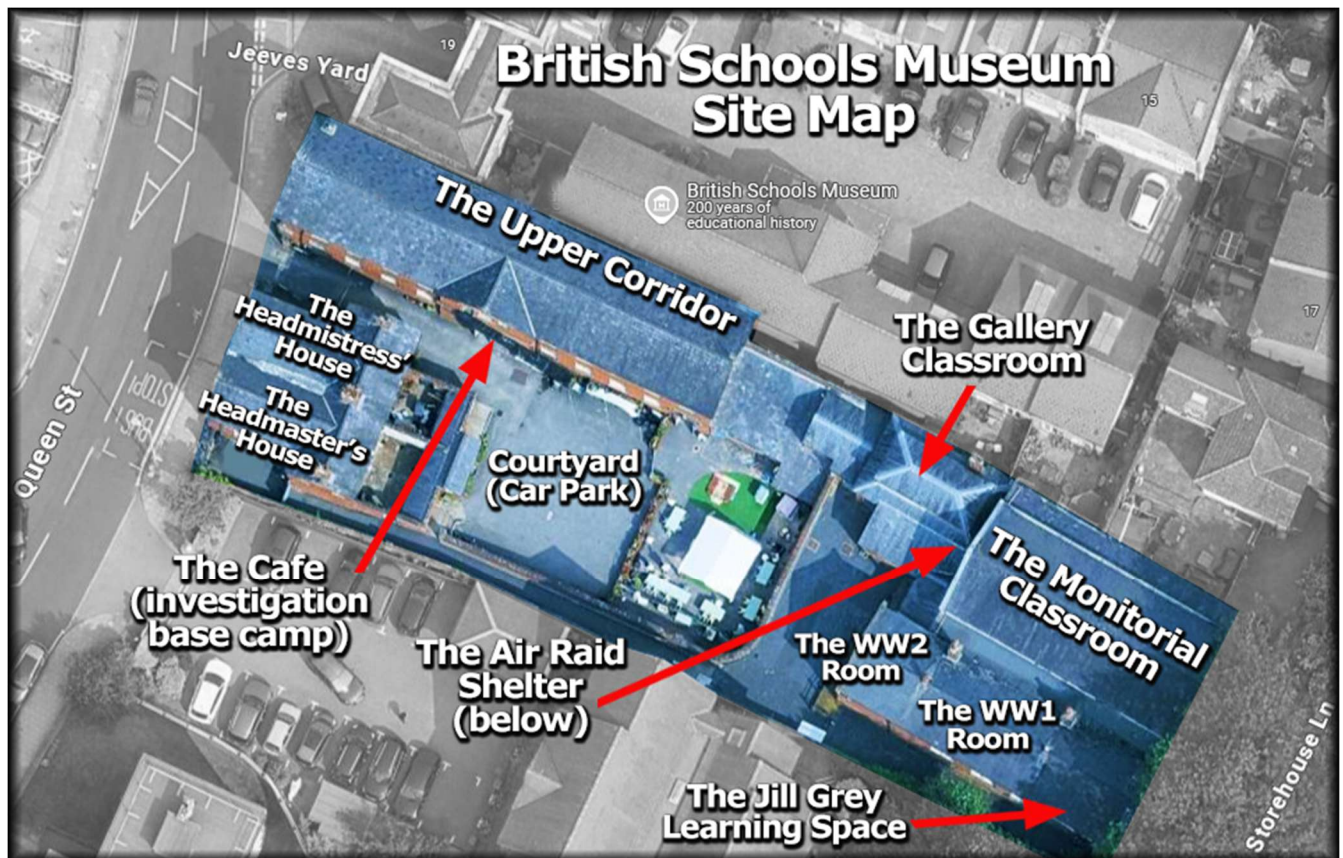 British Schools Museum
Site Map
Jeeves Yard
19
15
British Schools Museum
200 years of
educational history
The Upper Corridor
17
The
Headmistress’
House
The Gallery
Classroom
The
Headmaster’s
House
Queen St
STOP!
BUS!
Courtyard
(Car Park)
The Cafe
(investigation
base camp)
The Air Raid
Shelter
(below)
The Monitorial
Classroom
The WW2
Room
The WW1
Room
The Jill Grey
Learning Space
Storehouse Ln